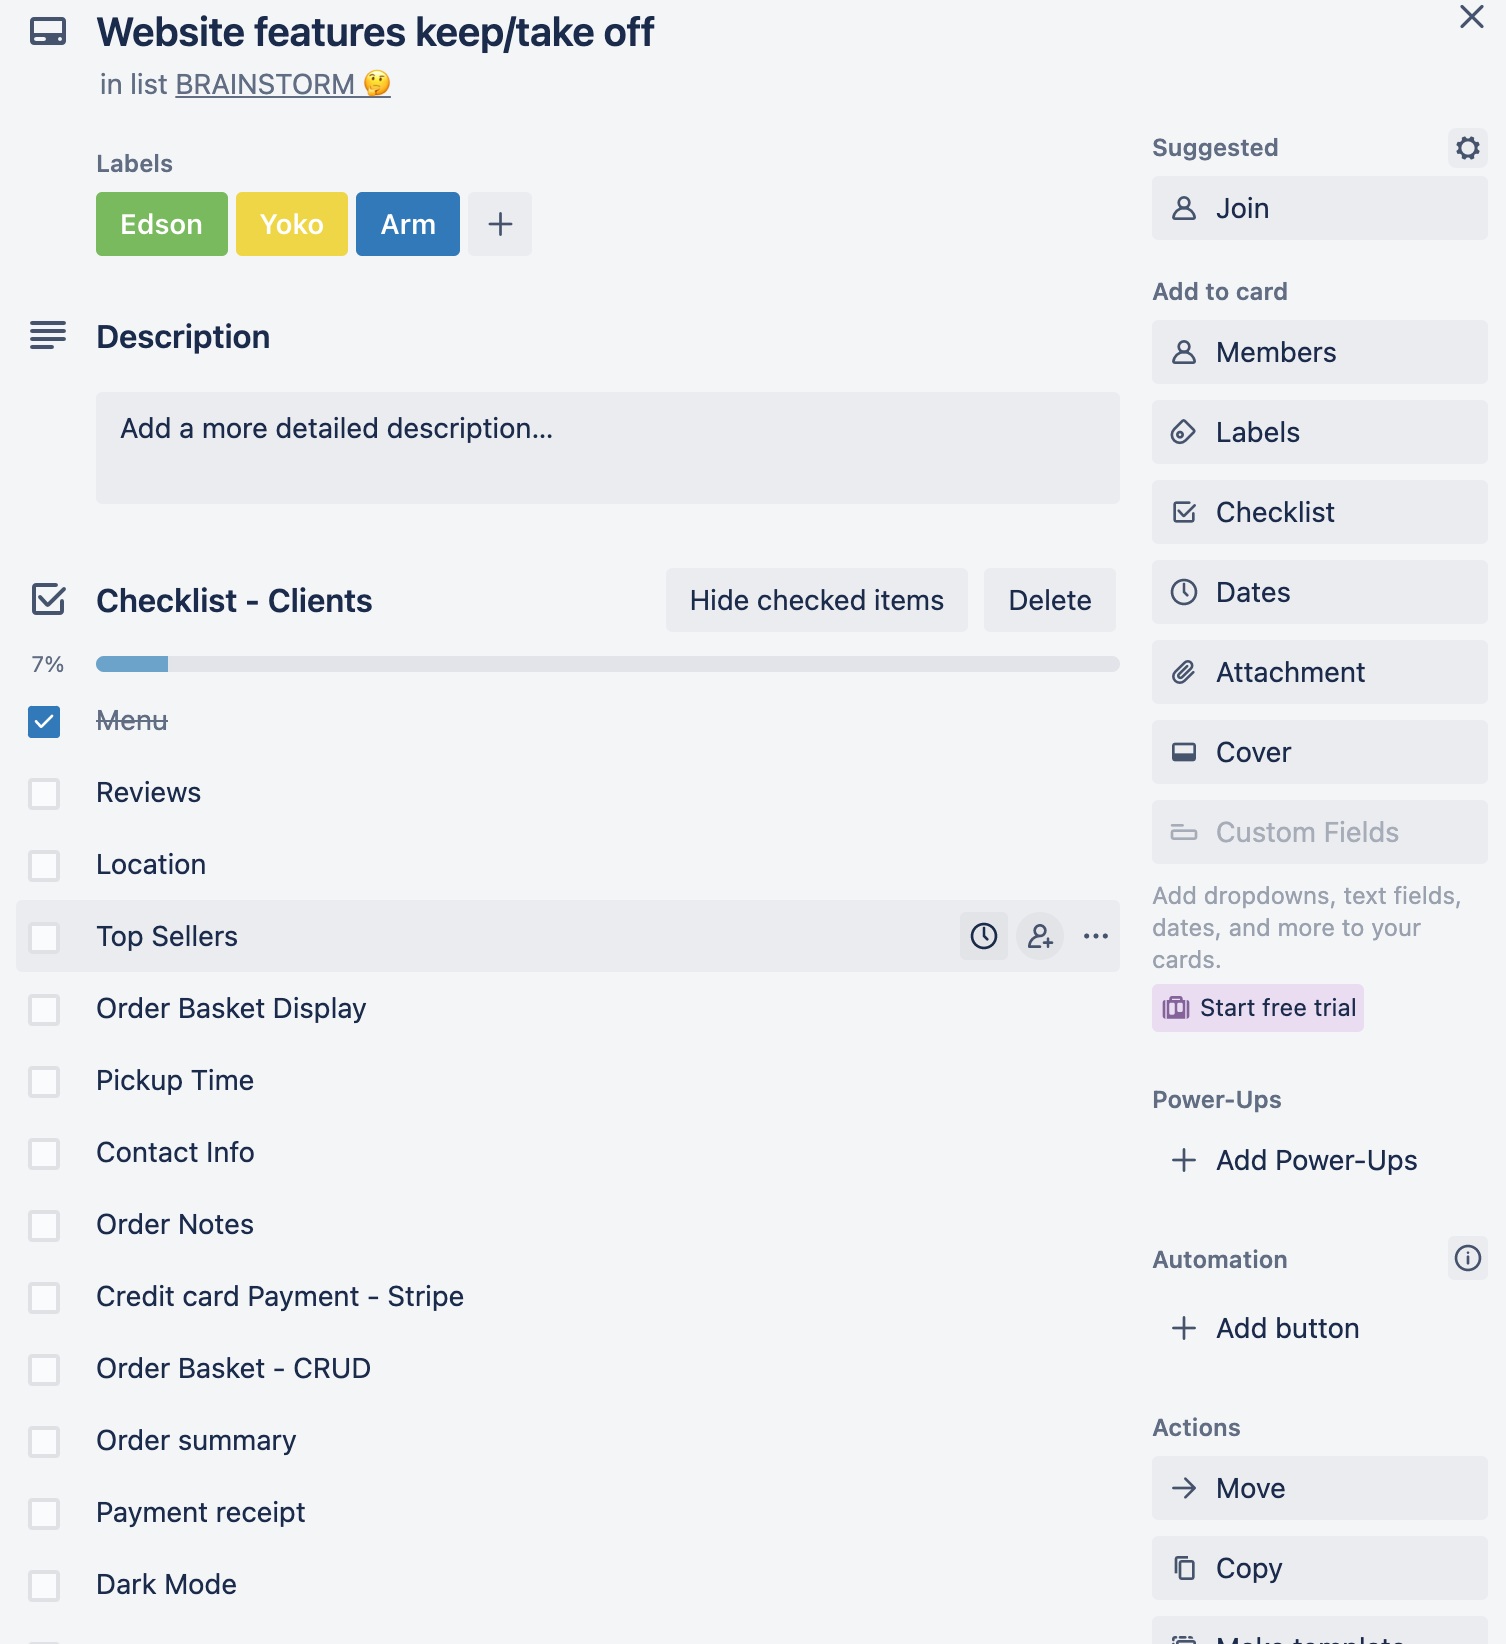 Website features keep/take off
in list BRAINSTORM 🤔
Labels
Edson Yoko Arm
Description
Add a more detailed description...
Checklist - Clients
Hide checked items Delete
7%
Menu
Reviews
Location
Top Sellers
Order Basket Display
Pickup Time
Contact Info
Order Notes
Credit card Payment - Stripe
Order Basket - CRUD
Order summary
Payment receipt
Dark Mode
Suggested
Join
Add to card
Members
Labels
Checklist
Dates
Attachment
Cover
Custom Fields
Add dropdowns, text fields,
dates, and more to your
cards.
Start free trial
Power-Ups
Add Power-Ups
Automation
Add button
Actions
Move
Copy
Make template